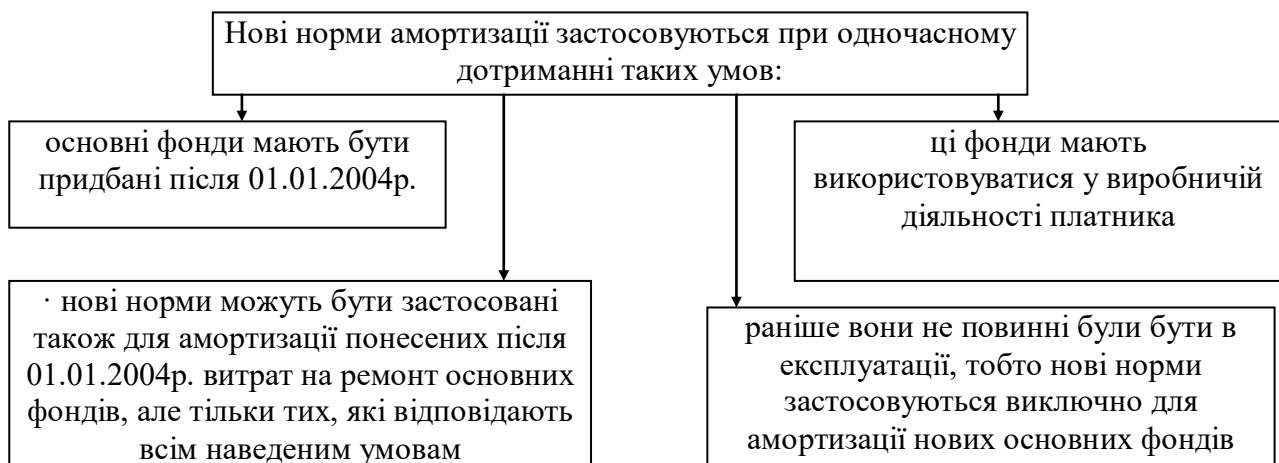 Нові норми амортизації застосовуються при одночасному
дотриманні таких умов:
основні фонди мають бути
придбані після 01.01.2004р.
ці фонди мають
використовуватися у виробничій
діяльності платника
· нові норми можуть бути застосовані
також для амортизації понесених після
01.01.2004р. витрат на ремонт основних
фондів, але тільки тих, які відповідають
всім наведеним умовам
раніше вони не повинні були бути в
експлуатації, тобто нові норми
застосовуються виключно для
амортизації нових основних фондів